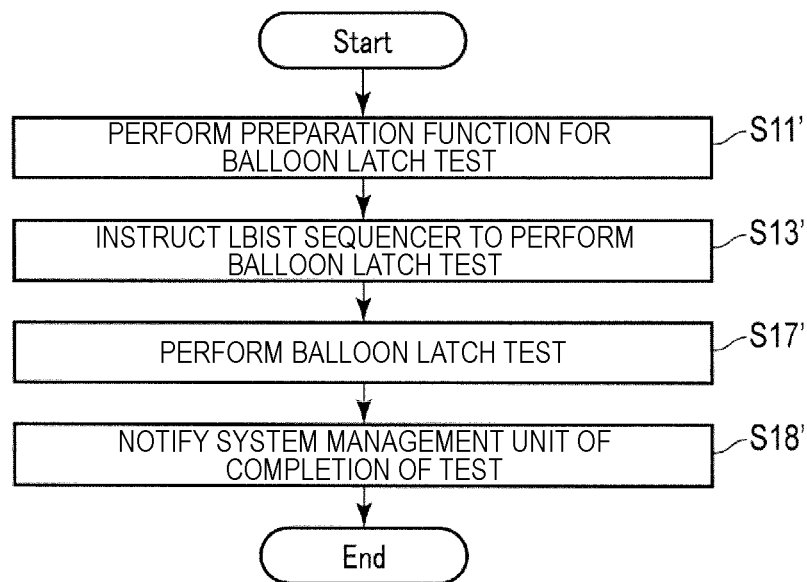 Start
PERFORM PREPARATION FUNCTION FOR
BALLOON LATCH TEST
S11'
INSTRUCT LBIST SEQUENCER TO PERFORM
BALLOON LATCH TEST
S13'
PERFORM BALLOON LATCH TEST
S17'
NOTIFY SYSTEM MANAGEMENT UNIT OF
COMPLETION OF TEST
S18'
End